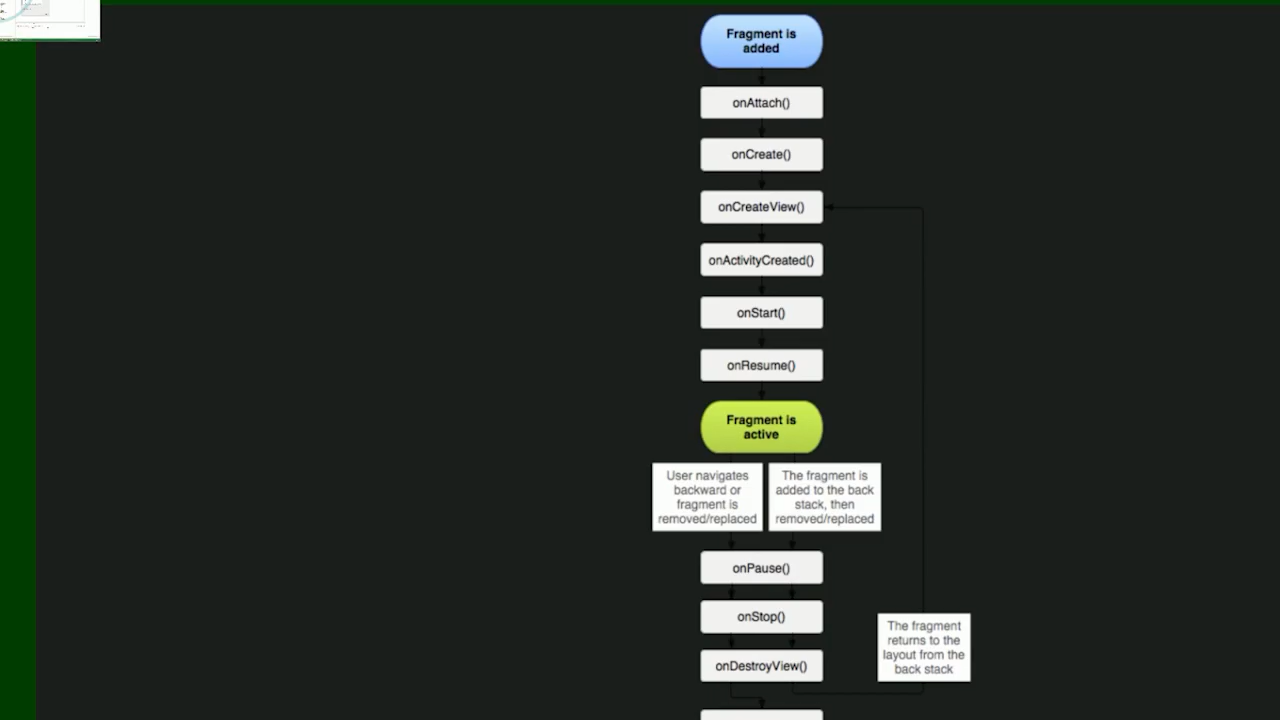 Fragment is
added
onAttach()
onCreate()
onCreateView()
onActivityCreated()
onStart()
onResume()
Fragment is
active
User navigates
backward or
fragment is
removed/replaced
The fragment is
added to the back
stack, then
removed/replaced
onPause()
onStop()
onDestroyView()
The fragment
returns to the
layout from the
back stack